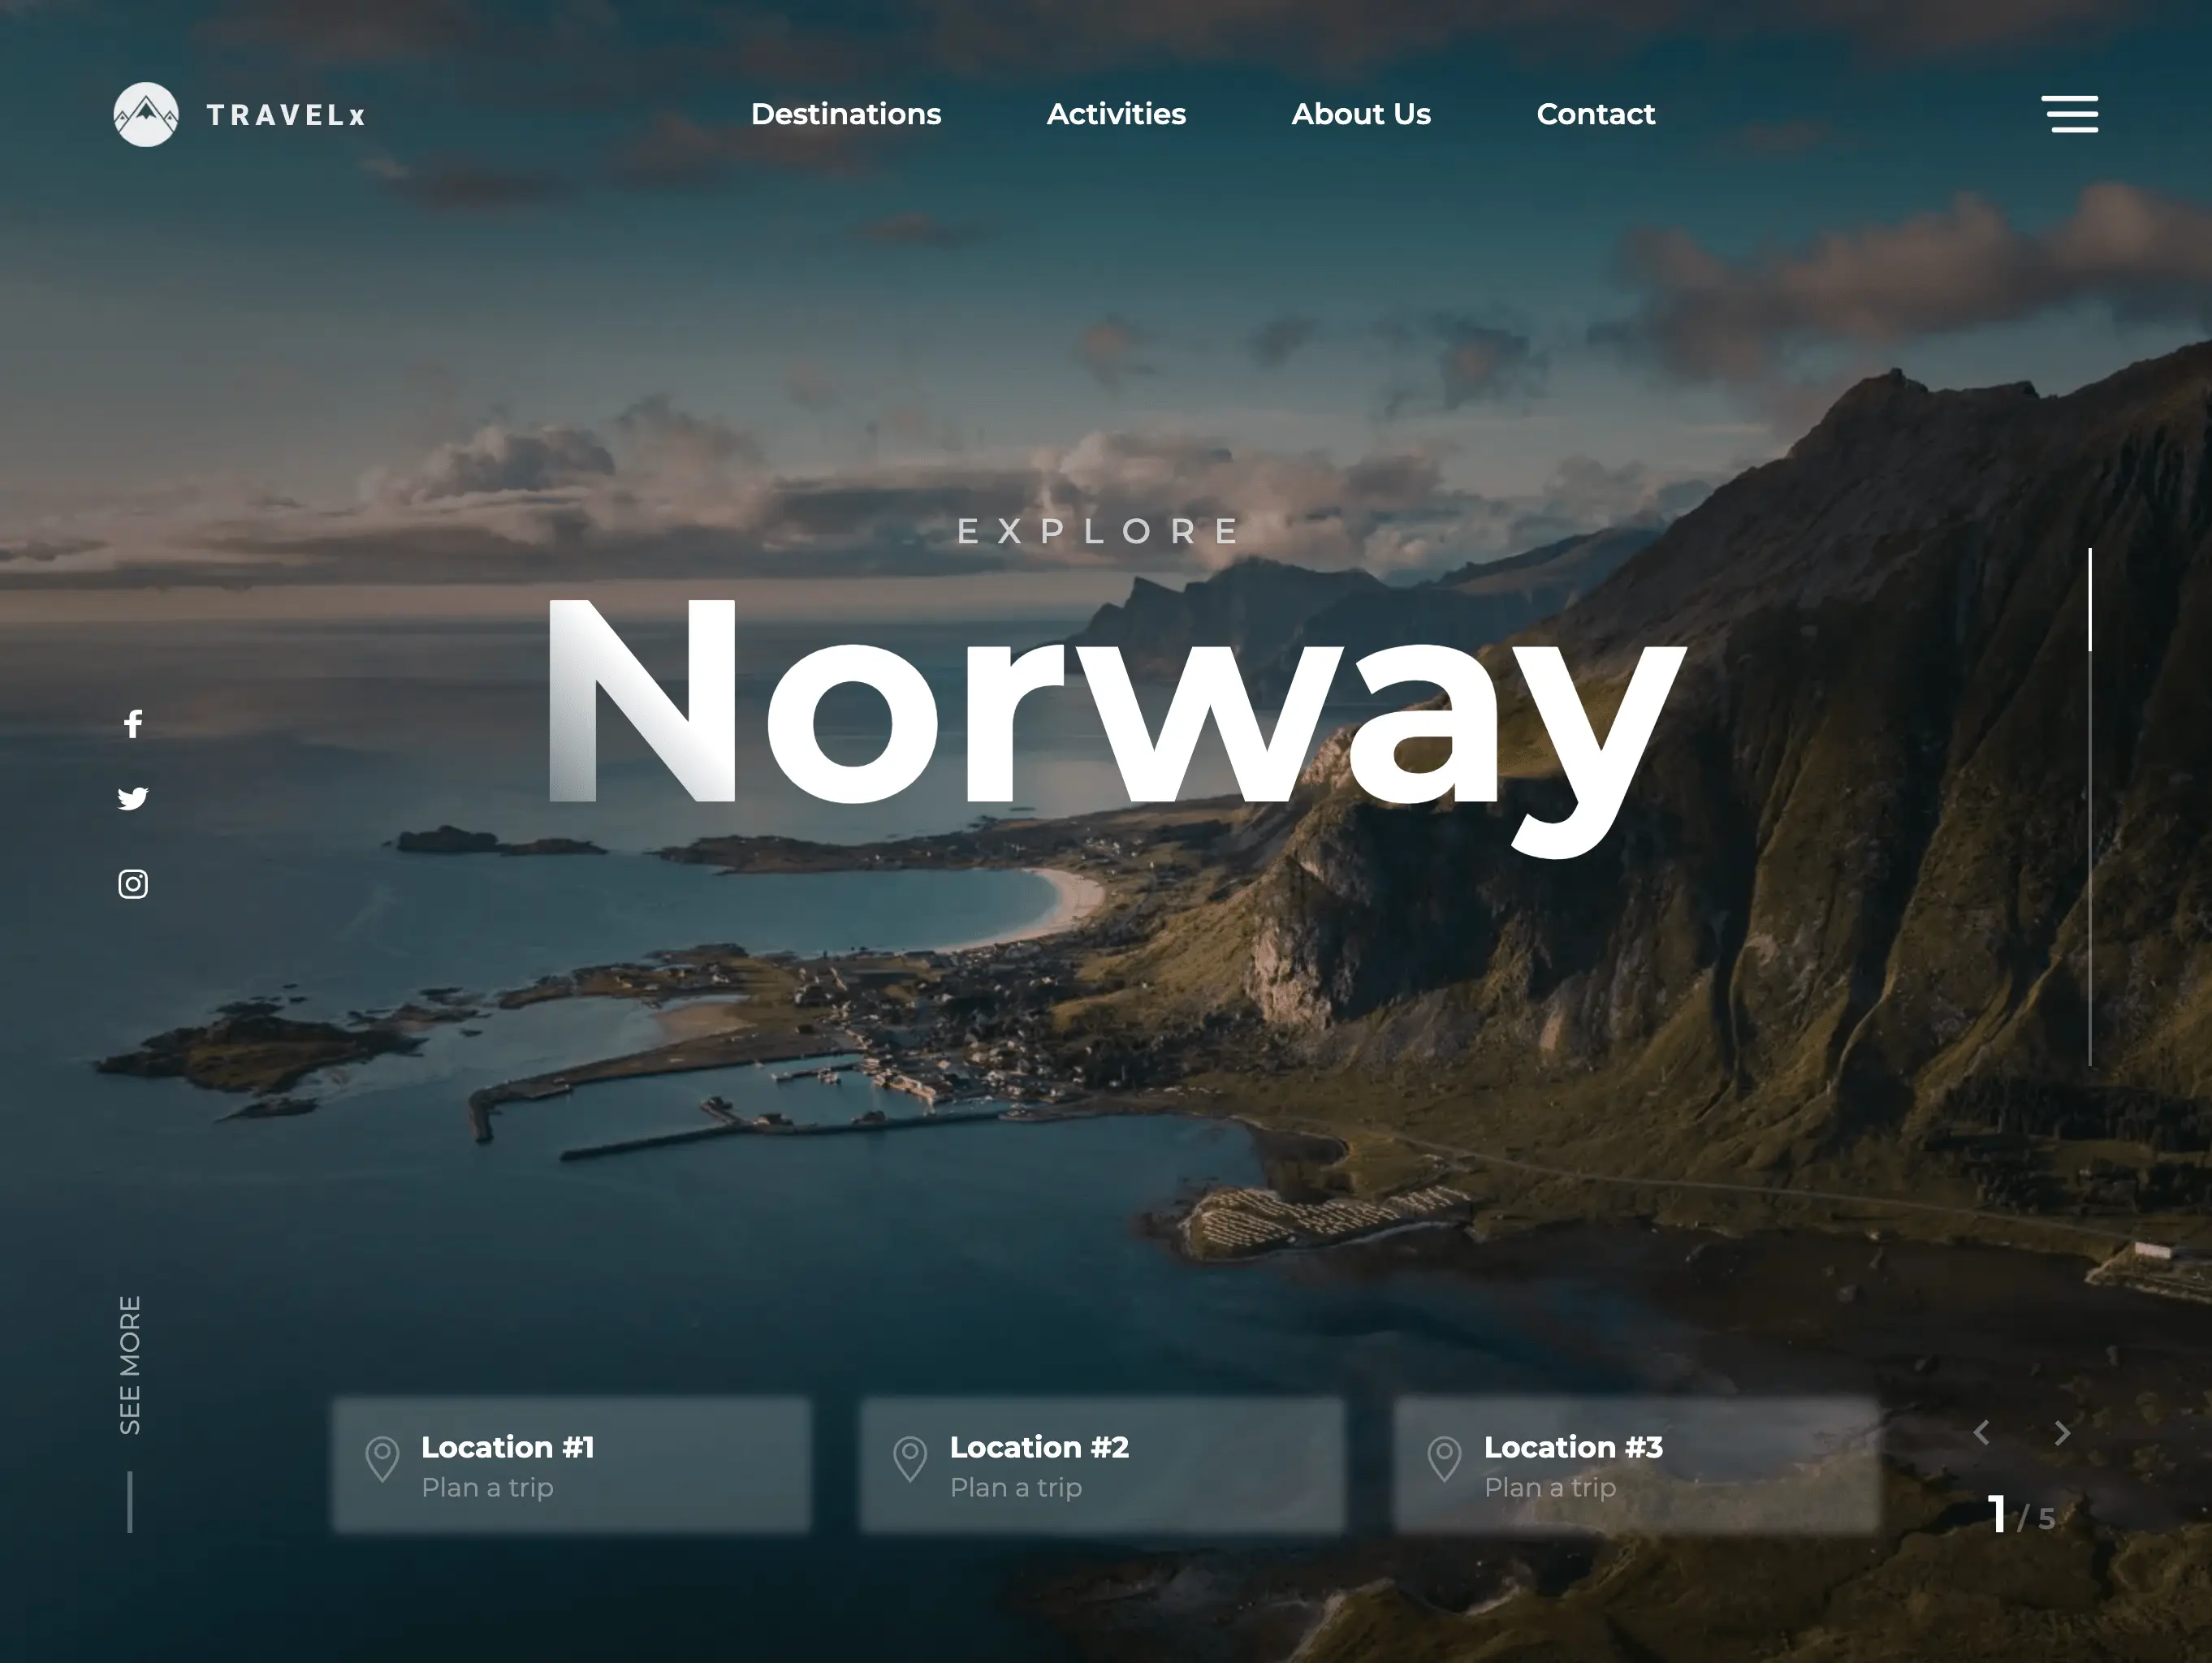 TRAVELx
Destinations
Activities
About Us
Contact
EXPLORE
Norway
SEE MORE
Location #1
Plan a trip
Location #2
Plan a trip
Location #3
Plan a trip
1 / 5